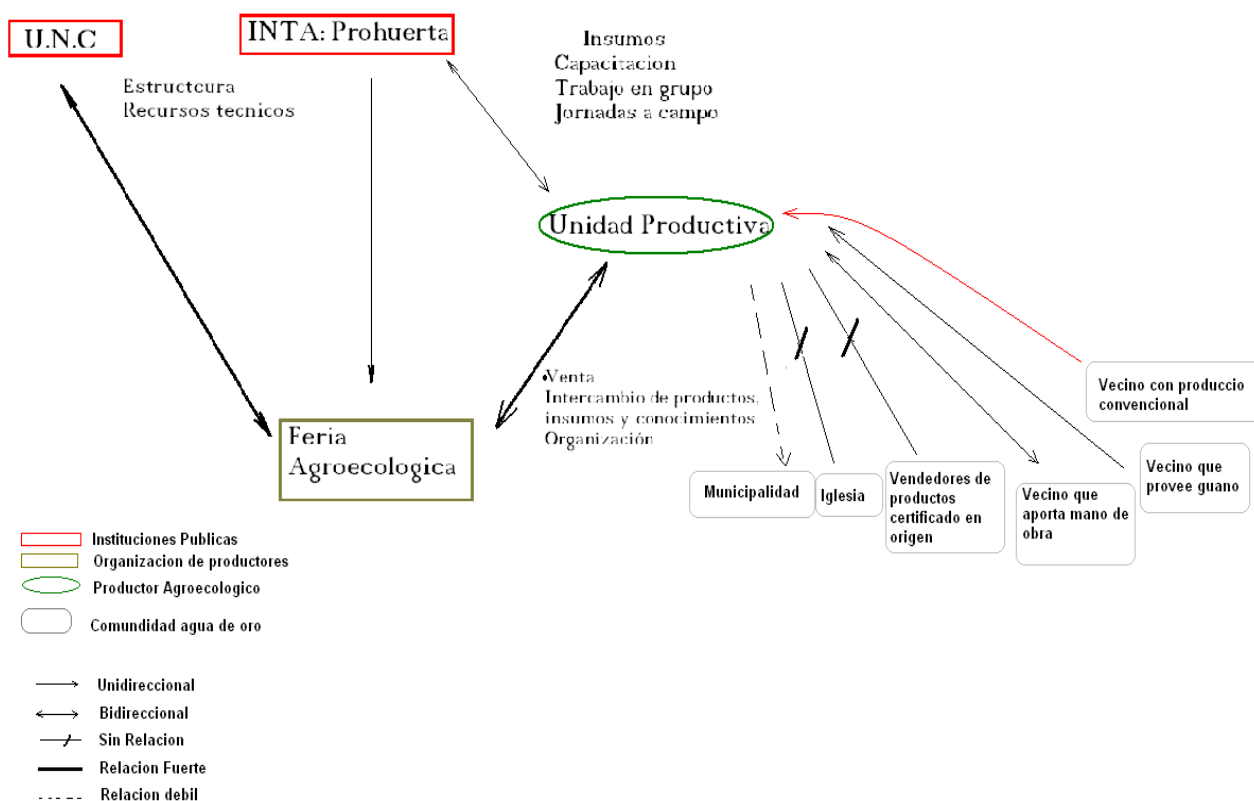 U.N.C
INTA: Prohuerta
Estructcura
Recursos tecnicos
Insumos
Capacitacion
Trabajo en grupo
Jornadas a campo
Unidad Productiva
Venta
Intercambio de productos,
insumos y conocimientos
Organización
Feria
Agroecologica
Vecino con produccio
convencional
Vecino que
provee guano
Municipalidad
Iglesia
Vendedores de
productos
certificado en
origen
Vecino que
aporta mano de
obra
Instituciones Publicas
Organizacion de productores
Productor Agroecologico
Comundidad agua de oro
Unidireccional
Bidireccional
Sin Relacion
Relacion Fuerte
Relacion debil